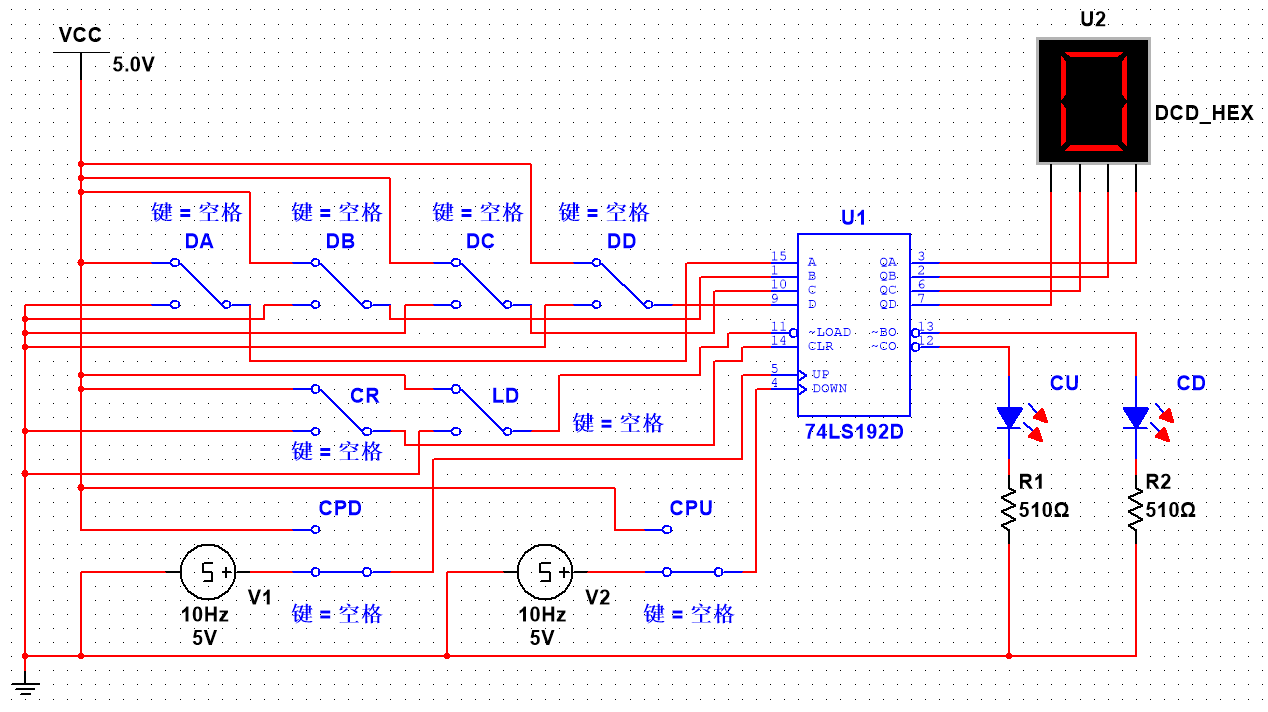 VCC
5.0V
U2
DCD_HEX
键 = 空格
键 = 空格
键 = 空格
键 = 空格
DA
DB
DC
DD
U1
15 A QA 3
1 B QB 2
10 C QC 6
9 D QD 7
11 ~LOAD ~BO 13
14 CLR ~CO 12
5 UP
4 DOWN
74LS192D
CR
LD
键 = 空格
键 = 空格
CU
CD
R1
510Ω
R2
510Ω
CPD
CPU
V1
10Hz
5V
键 = 空格
V2
10Hz
5V
键 = 空格